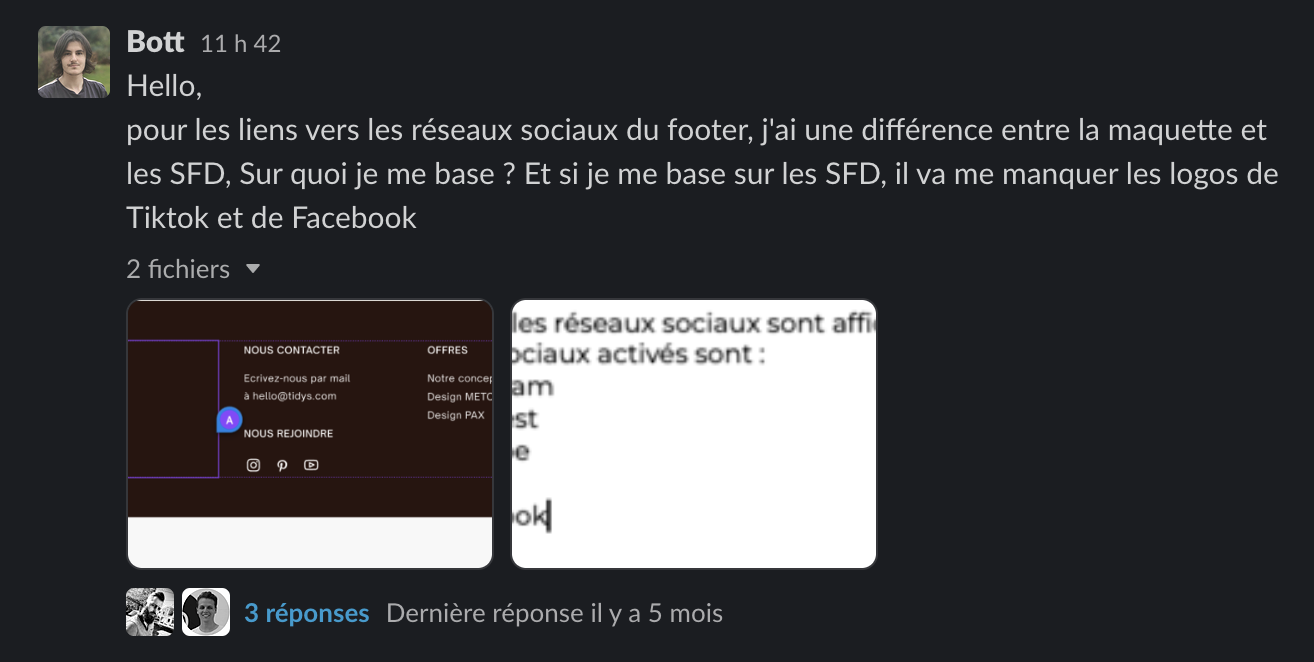 Bott 11 h 42
Hello,
pour les liens vers les réseaux sociaux du footer, j'ai une différence entre la maquette et
les SFD, Sur quoi je me base ? Et si je me base sur les SFD, il va me manquer les logos de
Tiktok et de Facebook
2 fichiers
NOUS CONTACTER
Ecrivez-nous par mail
à hello@tidys.com
A
NOUS REJOINDRE
OFFRES
Notre concep
Design METO
Design PAX
les réseaux sociaux sont affi
ociaux activés sont :
am
est
e
ok
3 réponses Dernière réponse il y a 5 mois